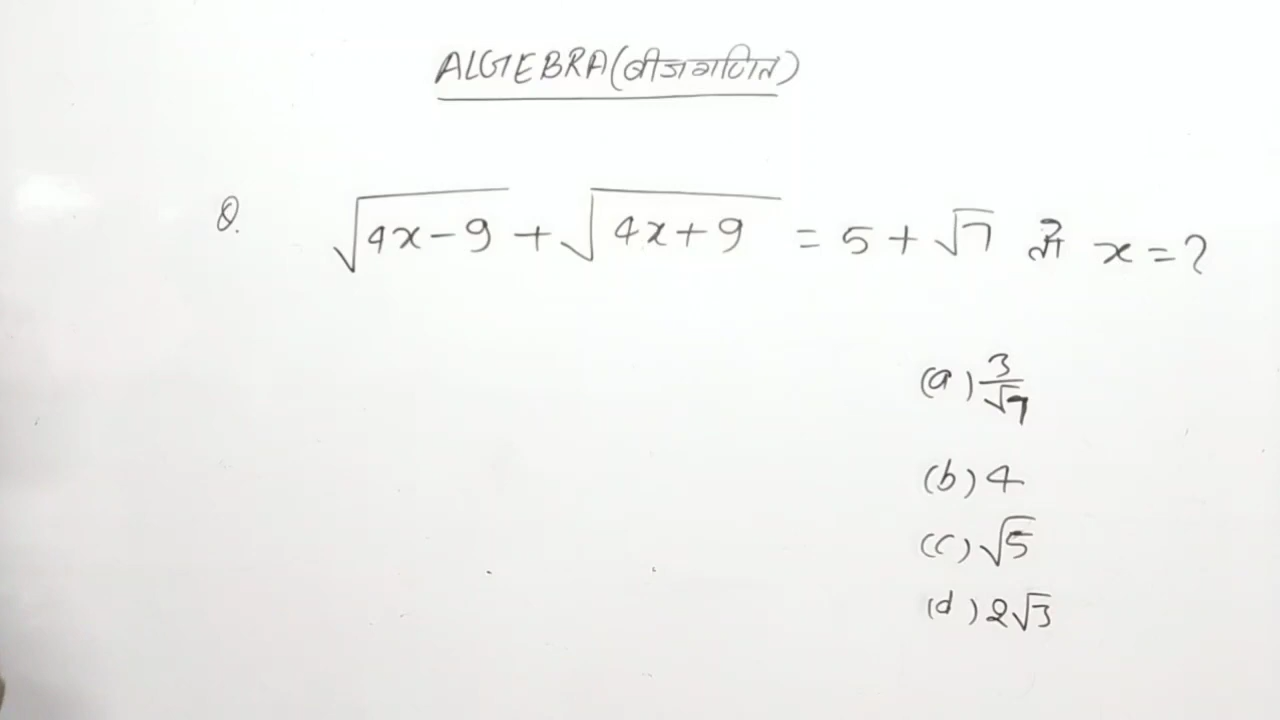 ALGEBRA(बीजगणित)
Q. √(4x-9) + √(4x+9) = 5 + √7 में x = ?
(a) 3/√7
(b) 4
(c) √5
(d) 2√3